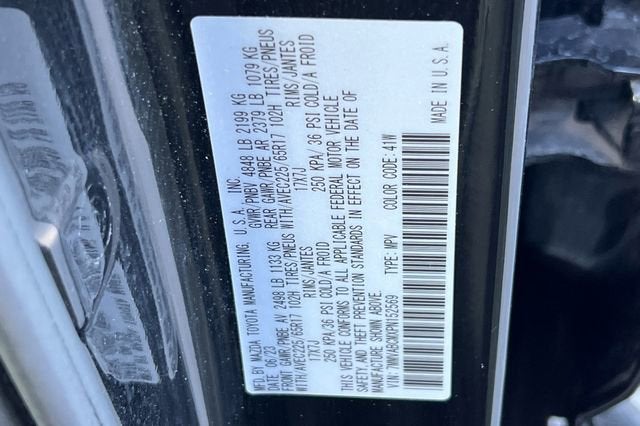 MFD. BY MAZDA TOYOTA MANUFACTURING, U.S.A. INC.
DATE 06/23 GVWR/PNBV 4848 LB 2199 KG
FRONT GAWR/PNBE AV 2498 LB 1133 KG REAR GAWR/PNBE AR 2379 LB 1079 KG
WITH/AVEC225/65R17 102H TIRES/PNEUS WITH/AVEC225/65R17 102H TIRES/PNEUS
17X7J RIMS/JANTES 17X7J RIMS/JANTES
250 KPA/36 PSI COLD/A FROID 250 KPA, 36 PSI COLD/A FROID
THIS VEHICLE CONFORMS TO ALL APPLICABLE FEDERAL MOTOR VEHICLE
SAFETY, AND THEFT PREVENTION STANDARDS IN EFFECT ON THE DATE OF
MANUFACTURE SHOWN ABOVE.
TYPE: MPV COLOR CODE: 41W
MADE IN U.S.A.